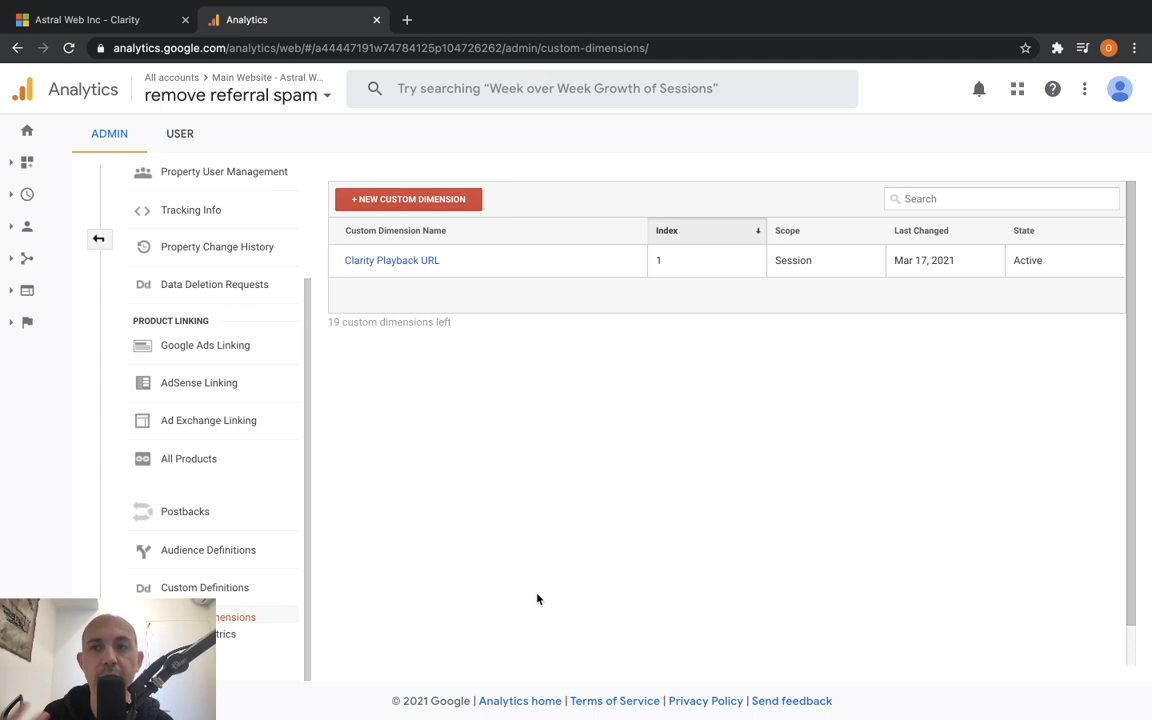 Astral Web Inc - Clarity
Analytics
analytics.google.com/analytics/web/#/a44447191w74784125p104726262/admin/custom-dimensions/
O
Analytics
All accounts > Main Website - Astral W...
remove referral spam
Try searching “Week over Week Growth of Sessions”
ADMIN
USER
Property User Management
Tracking Info
Property Change History
Dd Data Deletion Requests
PRODUCT LINKING
Google Ads Linking
AdSense Linking
Ad Exchange Linking
All Products
Postbacks
Audience Definitions
Dd Custom Definitions
mensions
trics
+ NEW CUSTOM DIMENSION
Search
Custom Dimension Name Index Scope Last Changed State
Clarity Playback URL 1 Session Mar 17, 2021 Active
19 custom dimensions left
© 2021 Google | Analytics home | Terms of Service | Privacy Policy | Send feedback